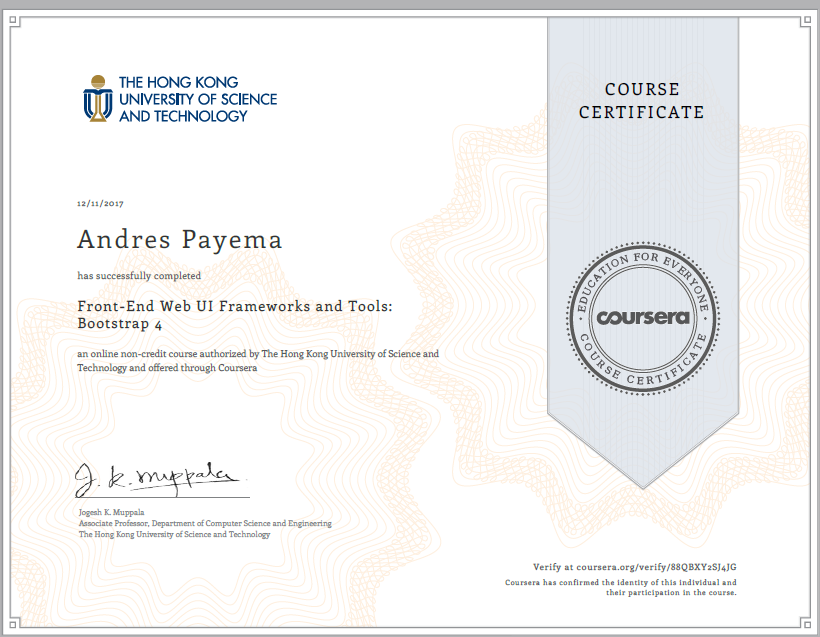 THE HONG KONG
UNIVERSITY OF SCIENCE
AND TECHNOLOGY
COURSE
CERTIFICATE
12/11/2017
Andres Payema
has successfully completed
Front-End Web UI Frameworks and Tools:
Bootstrap 4
an online non-credit course authorized by The Hong Kong University of Science and
Technology and offered through Coursera
EDUCATION FOR EVERYONE
coursera
COURSE CERTIFICATE
J. K. Muppala
Jogesh K. Muppala
Associate Professor, Department of Computer Science and Engineering
The Hong Kong University of Science and Technology
Verify at coursera.org/verify/88QBXY2SJ4JG
Coursera has confirmed the identity of this individual and
their participation in the course.